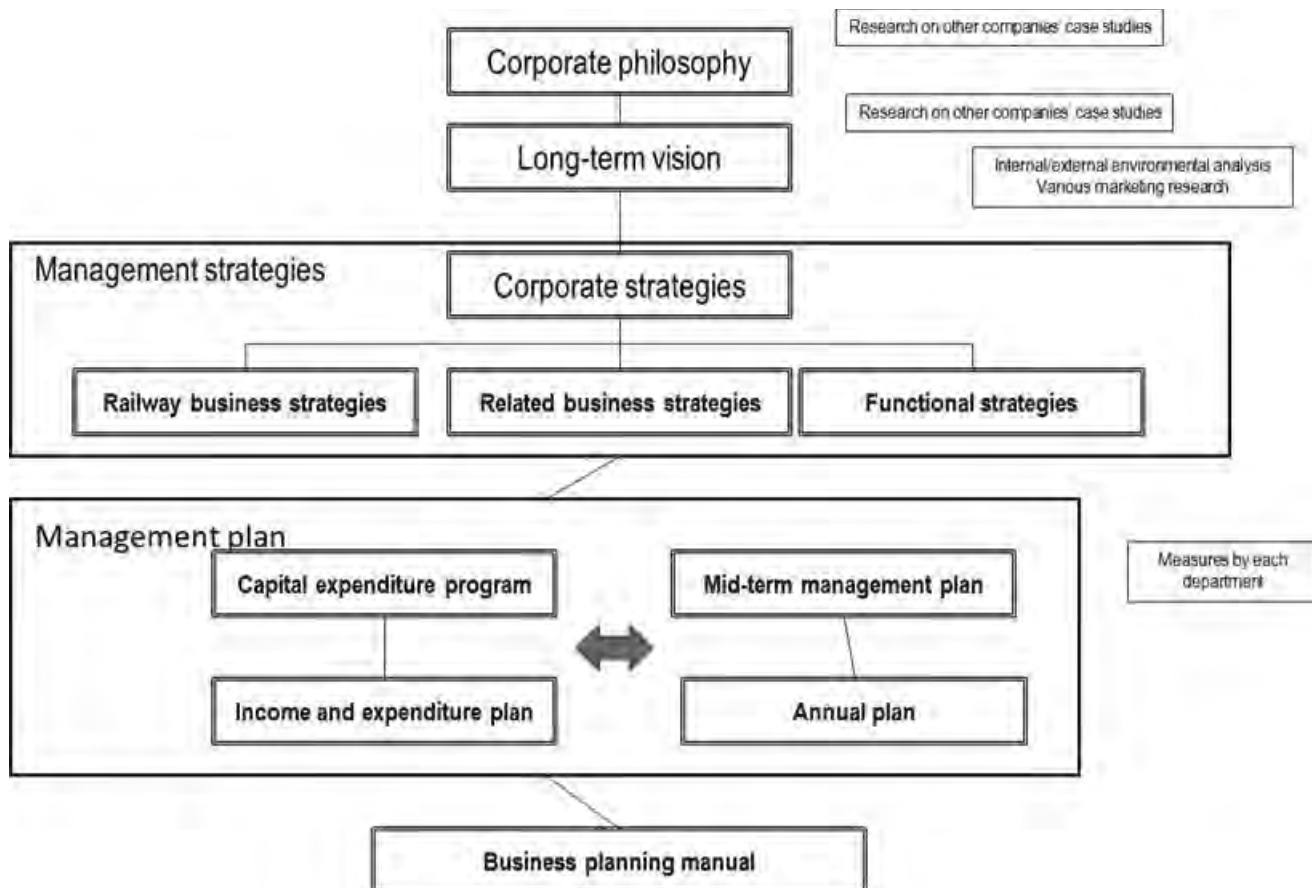 Research on other companies' case studies
Corporate philosophy
Research on other companies' case studies
Long-term vision
Internal/external environmental analysis
Various marketing research
Management strategies
Corporate strategies
Railway business strategies
Related business strategies
Functional strategies
Management plan
Capital expenditure program
Mid-term management plan
Measures by each
department
Income and expenditure plan
Annual plan
Business planning manual